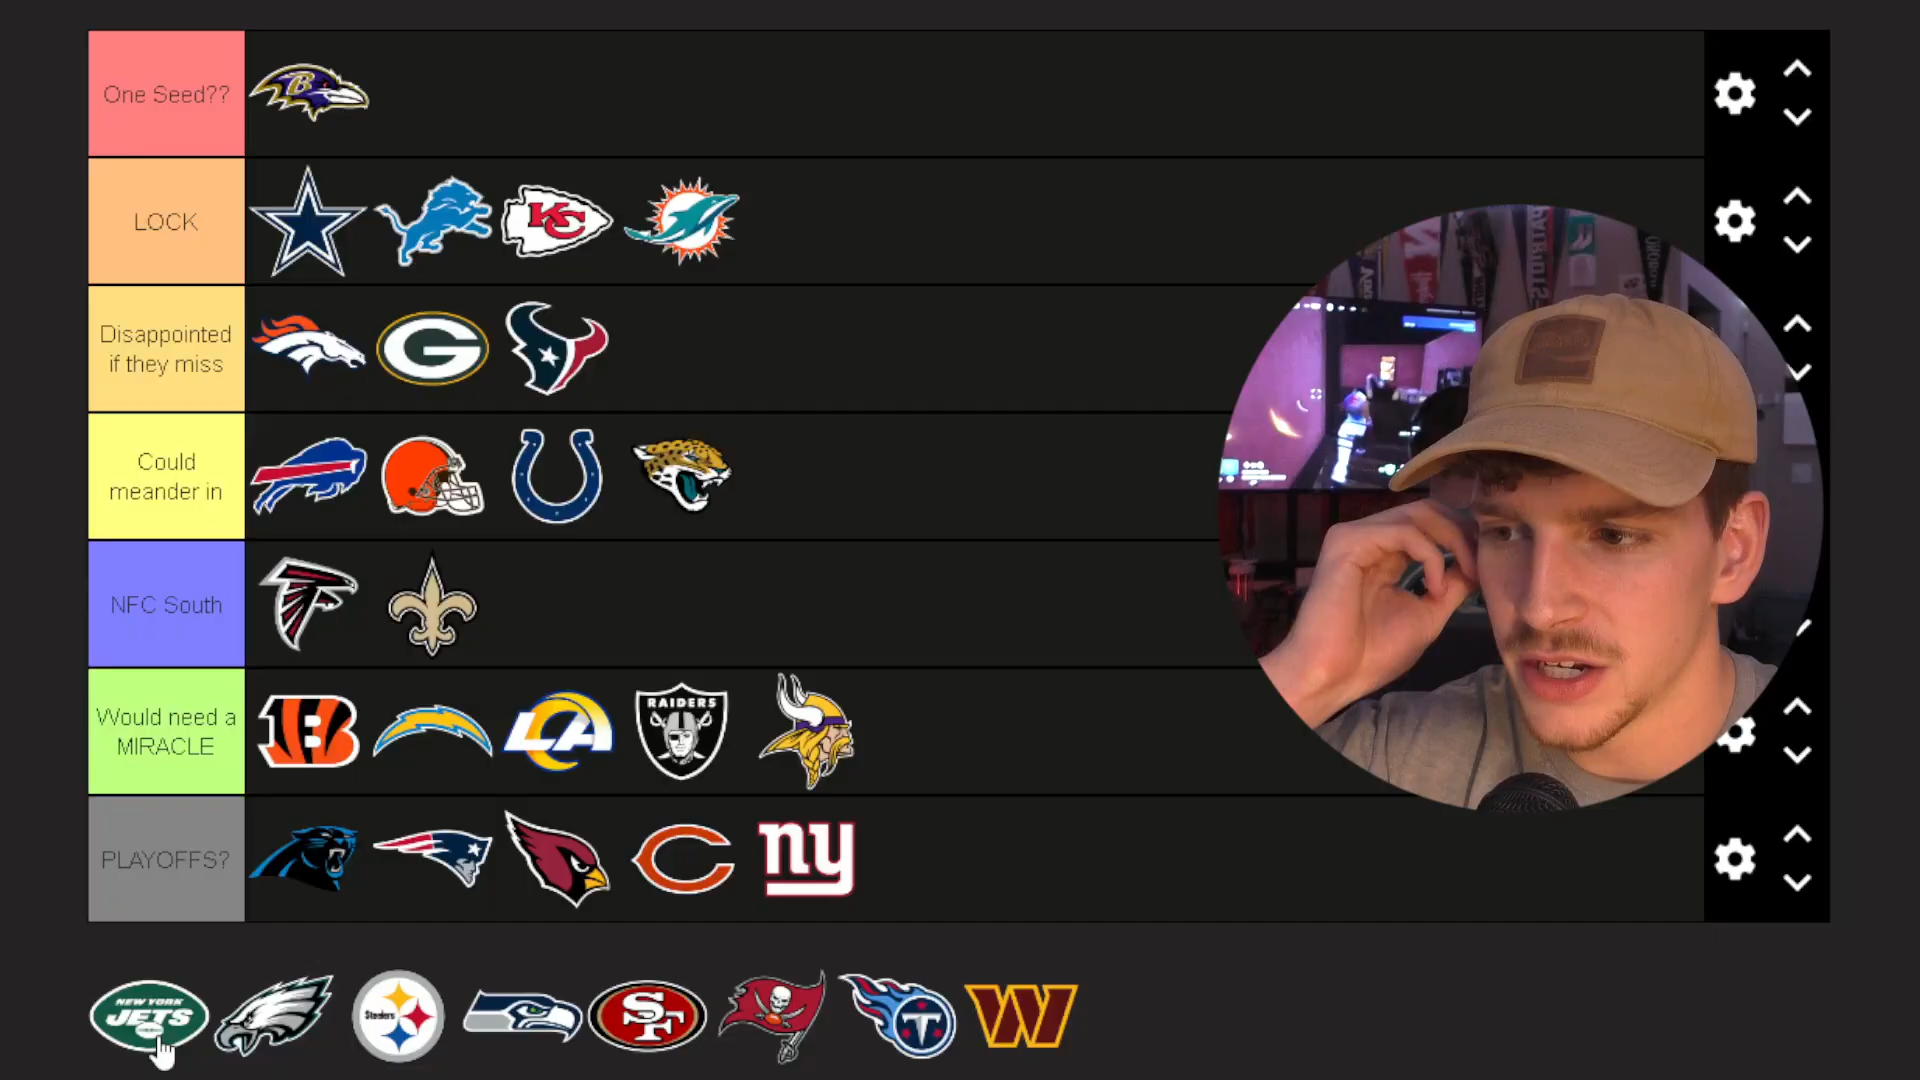 One Seed??
LOCK
KC
Disappointed
if they miss
G
Could
meander in
NFC South
Would need a
MIRACLE
B
LA
RAIDERS
PLAYOFFS?
C
ny
NEW YORK
JETS
Steelers
SF
T
W